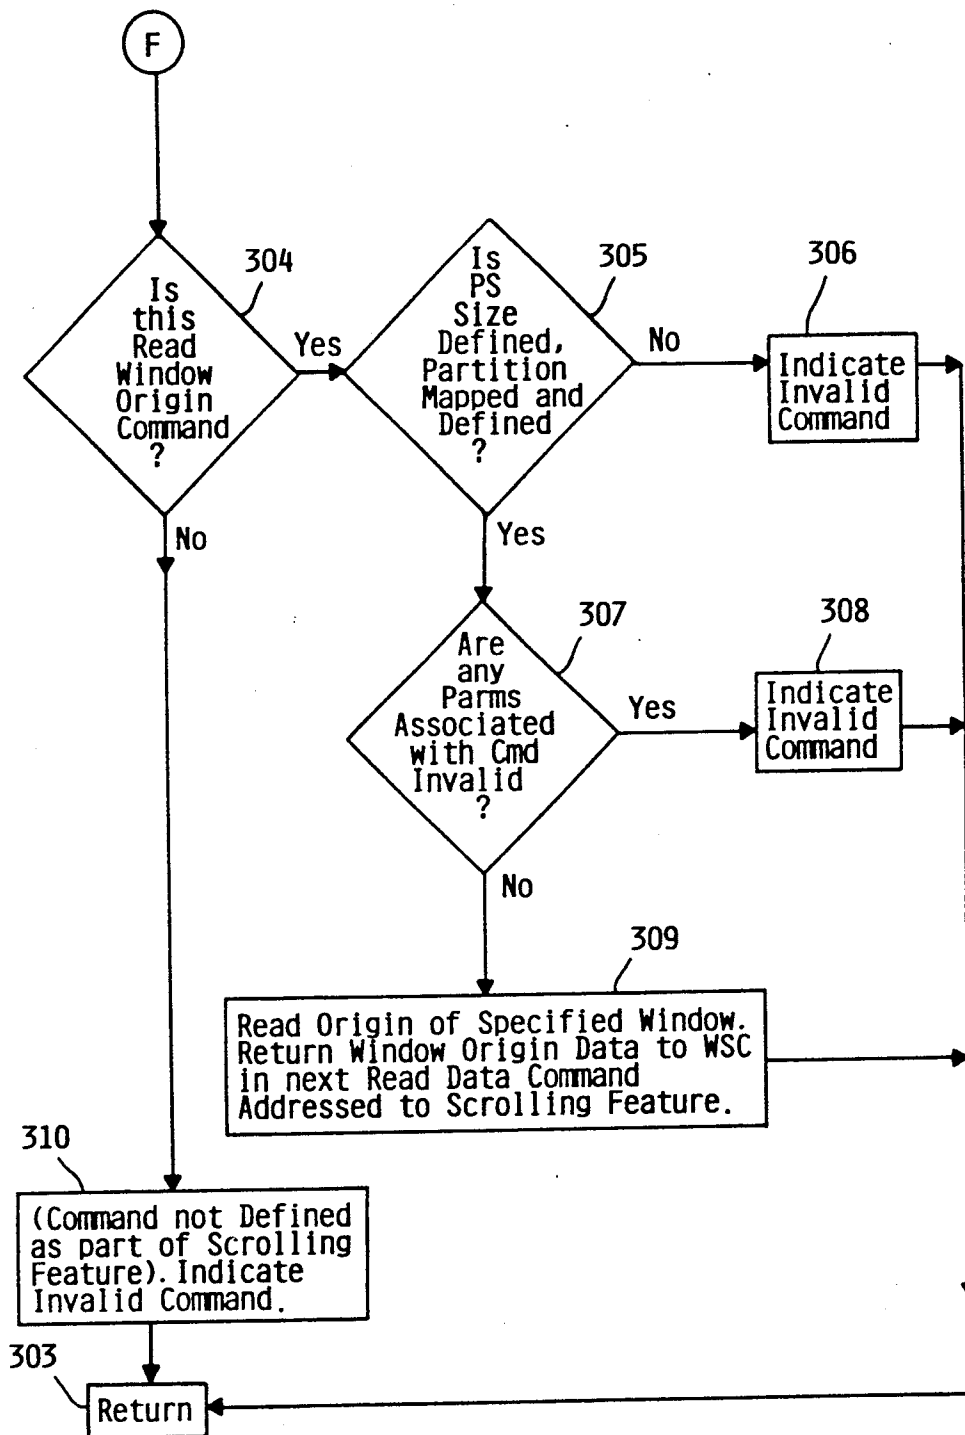 F
304
Is
this
Read
Window
Origin
Command
?
Yes
No
305
Is
PS
Size
Defined,
Partition
Mapped and
Defined
?
No
Yes
306
Indicate
Invalid
Command
307
Are
any
Parms
Associated
with Cmd
Invalid
?
Yes
No
308
Indicate
Invalid
Command
309
Read Origin of Specified Window.
Return Window Origin Data to WSC
in next Read Data Command
Addressed to Scrolling Feature.
310
(Command not Defined
as part of Scrolling
Feature). Indicate
Invalid Command.
303
Return